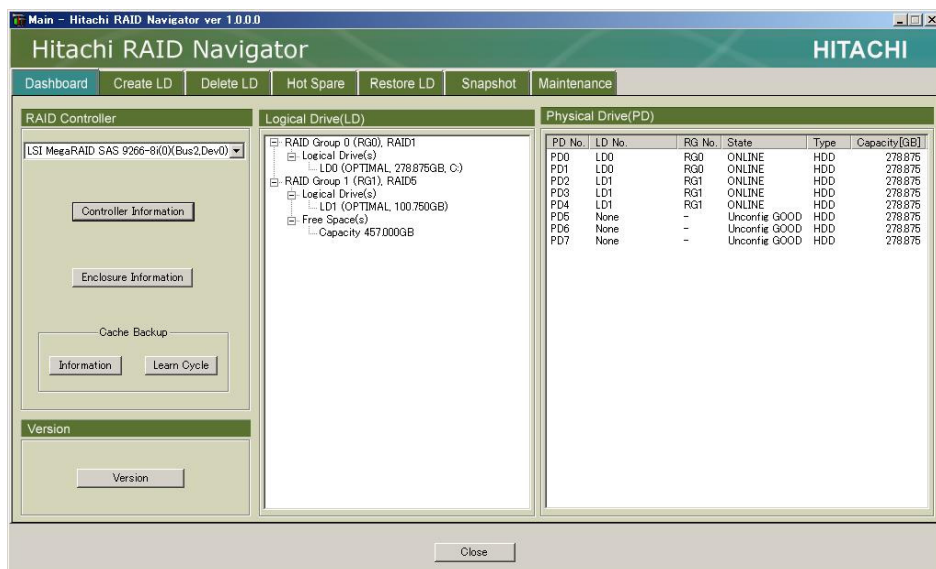 Main - Hitachi RAID Navigator ver 1.0.0.0
Hitachi RAID Navigator
HITACHI
Dashboard Create LD Delete LD Hot Spare Restore LD Snapshot Maintenance
RAID Controller
LSI MegaRAID SAS 9266-8i(0)(Bus2,Dev0)
Controller Information
Enclosure Information
Cache Backup
Information Learn Cycle
Version
Version
Logical Drive(LD)
RAID Group 0 (RG0), RAID1
Logical Drive(s)
LD0 (OPTIMAL, 278.875GB, C:)
RAID Group 1 (RG1), RAID5
Logical Drive(s)
LD1 (OPTIMAL, 100.750GB)
Free Space(s)
Capacity 457.000GB
Physical Drive(PD)
PD No. LD No. RG No. State Type Capacity[GB]
PD0 LD0 RG0 ONLINE HDD 278.875
PD1 LD0 RG0 ONLINE HDD 278.875
PD2 LD1 RG1 ONLINE HDD 278.875
PD3 LD1 RG1 ONLINE HDD 278.875
PD4 LD1 RG1 ONLINE HDD 278.875
PD5 None - Unconfig GOOD HDD 278.875
PD6 None - Unconfig GOOD HDD 278.875
PD7 None - Unconfig GOOD HDD 278.875
Close